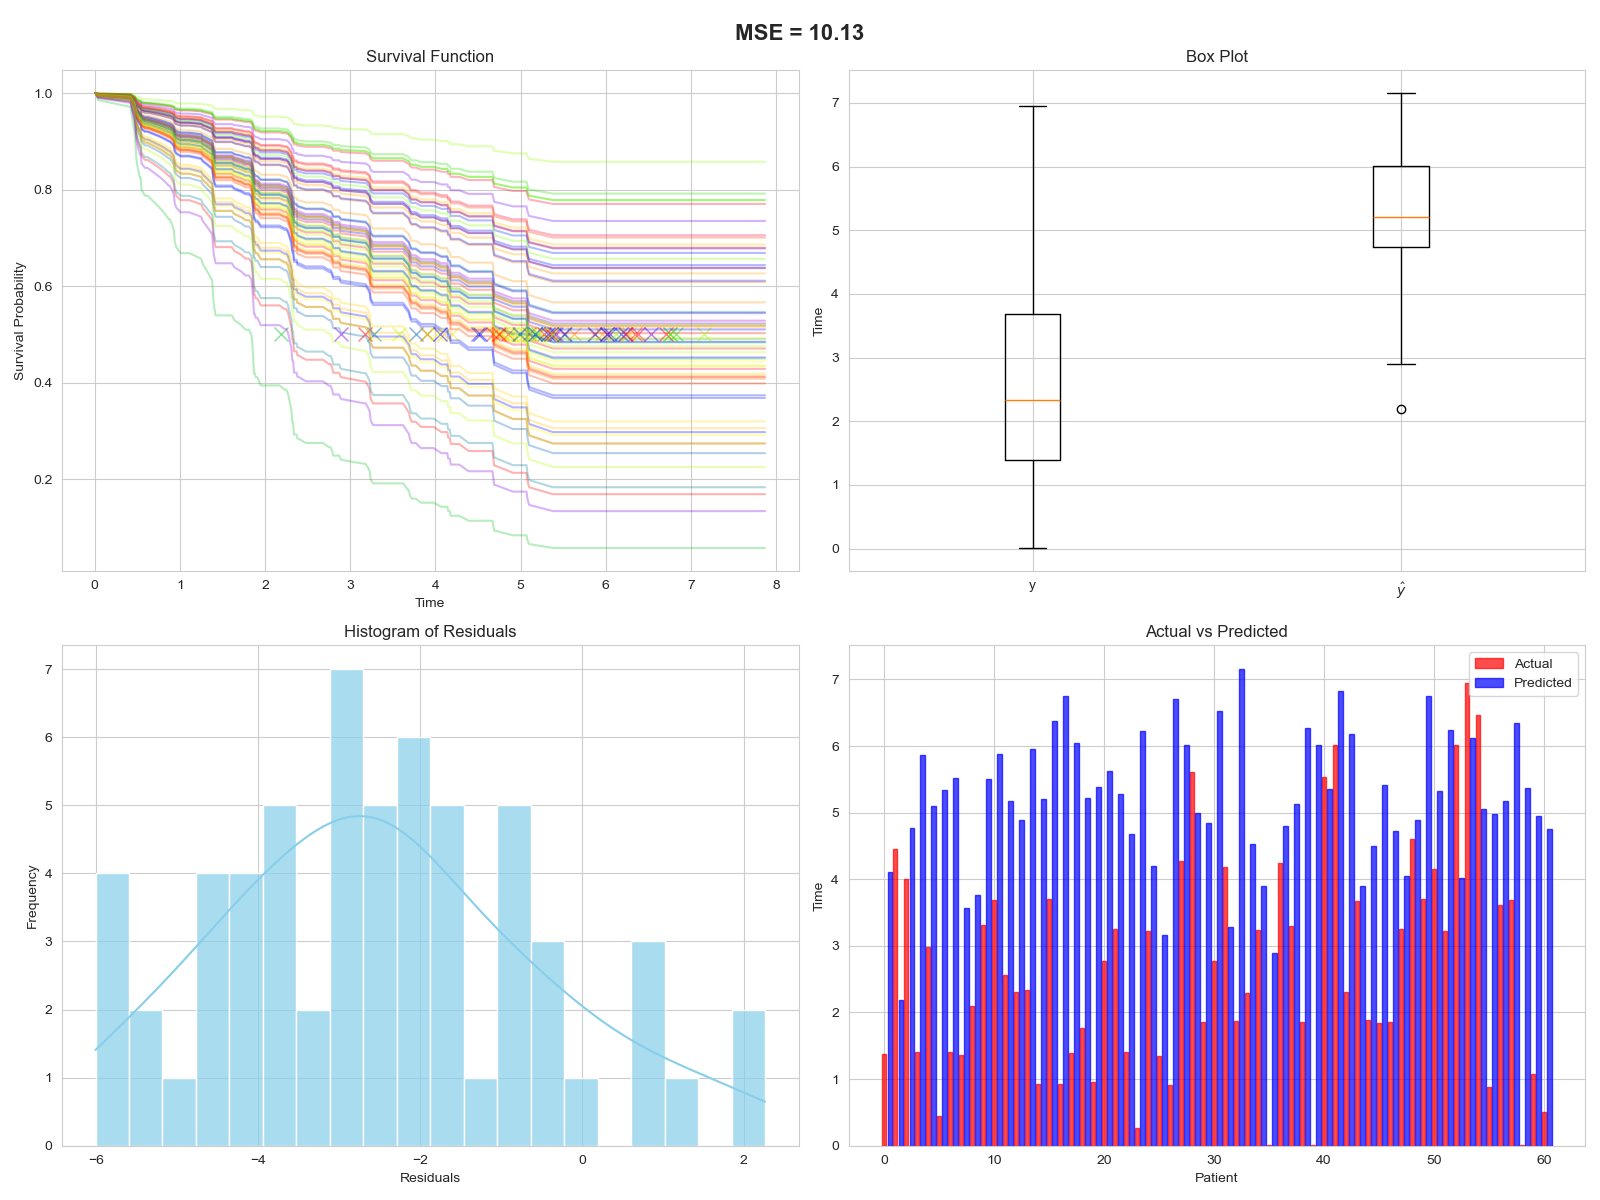 MSE = 10.13
Survival Function
Survival Probability
1.0
0.8
0.6
0.4
0.2
0 1 2 3 4 5 6 7 8
Time
Box Plot
Time
7
6
5
4
3
2
1
0
y ŷ
Histogram of Residuals
Frequency
7
6
5
4
3
2
1
0
−6 −4 −2 0 2
Residuals
Actual vs Predicted
Actual
Predicted
Time
7
6
5
4
3
2
1
0
0 10 20 30 40 50 60
Patient